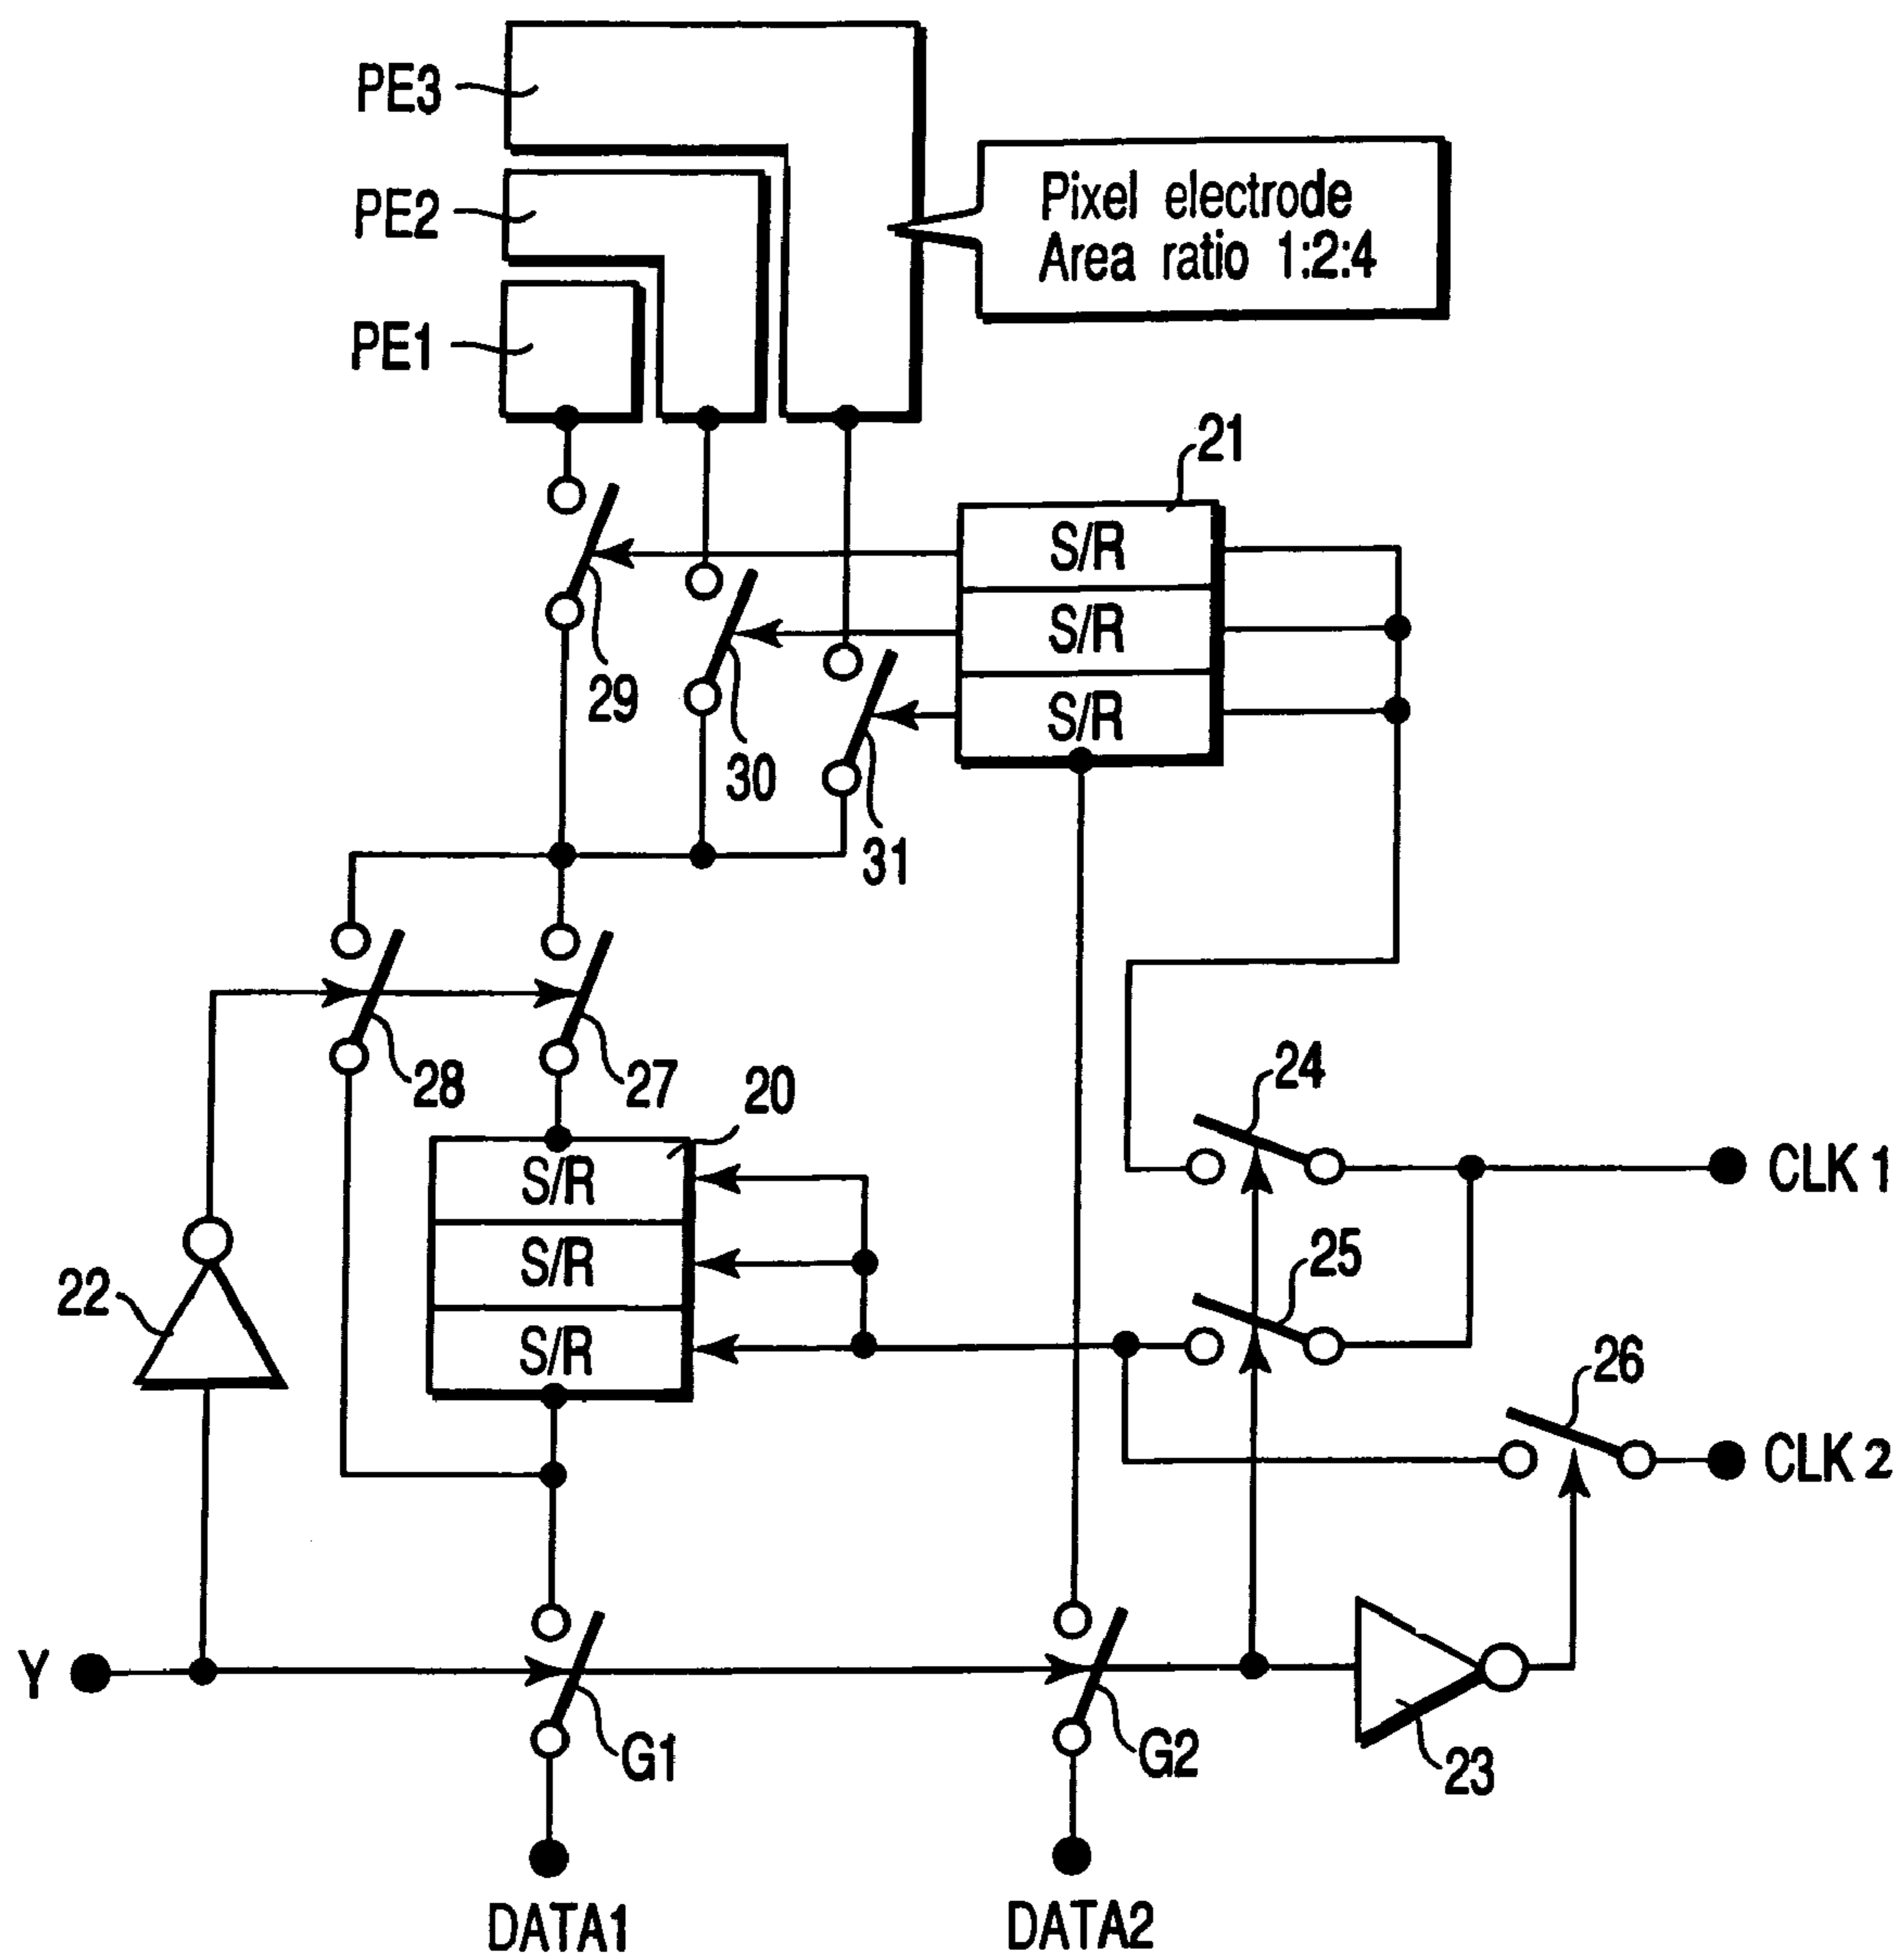 PE3
Pixel electrode
Area ratio 1:2:4
PE2
PE1
21
S/R
S/R
S/R
29
30
31
28
27
20
24
CLK 1
S/R
S/R
S/R
22
25
26
CLK 2
Y
G1
G2
23
DATA1
DATA2